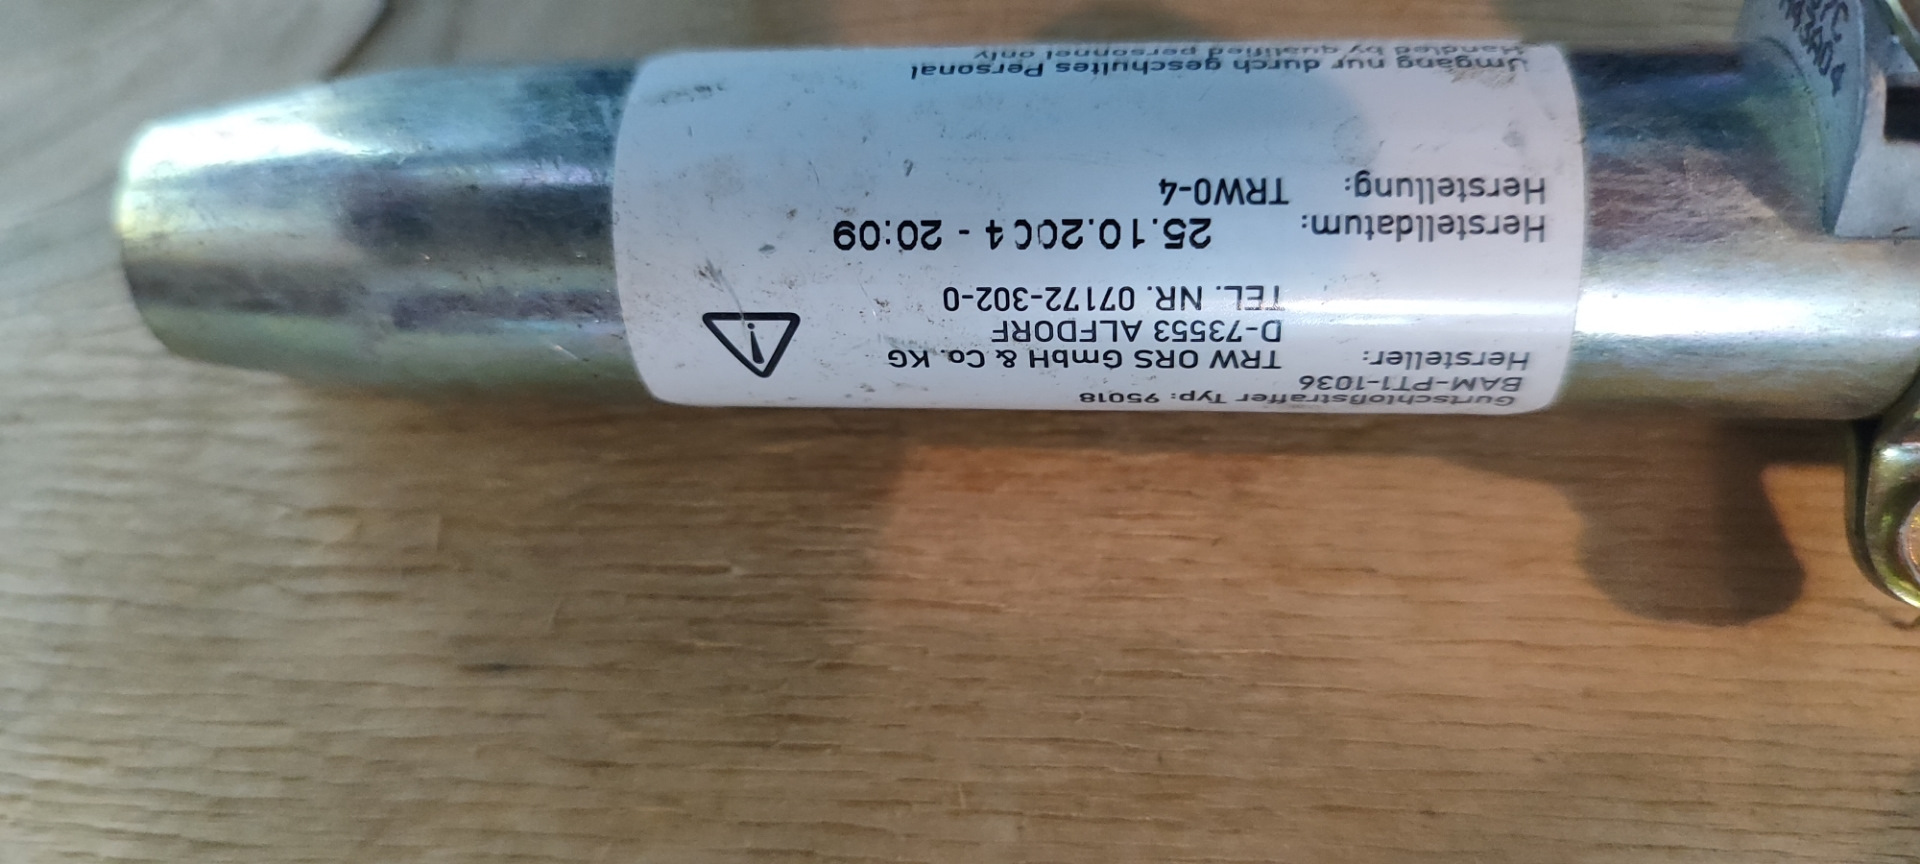 Gurtschloßstraffer Typ: 95018
BAM-PT1-1036
Hersteller: TRW ORS GmbH & Co. KG
D-73553 ALFDORF
TEL. NR. 07172-302-0
Herstelldatum: 25.10.2004 - 20:09
Herstellung: TRW0-4
Umgang nur durch geschultes Personal
Handled by qualified personnel only